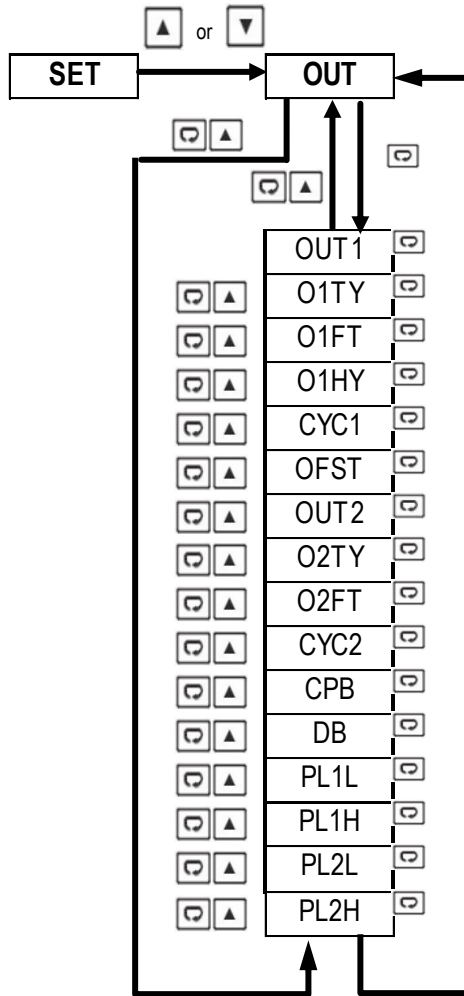 or
SET
OUT
OUT1
O1TY
O1FT
O1HY
CYC1
OFST
OUT2
O2TY
O2FT
CYC2
CPB
DB
PL1L
PL1H
PL2L
PL2H